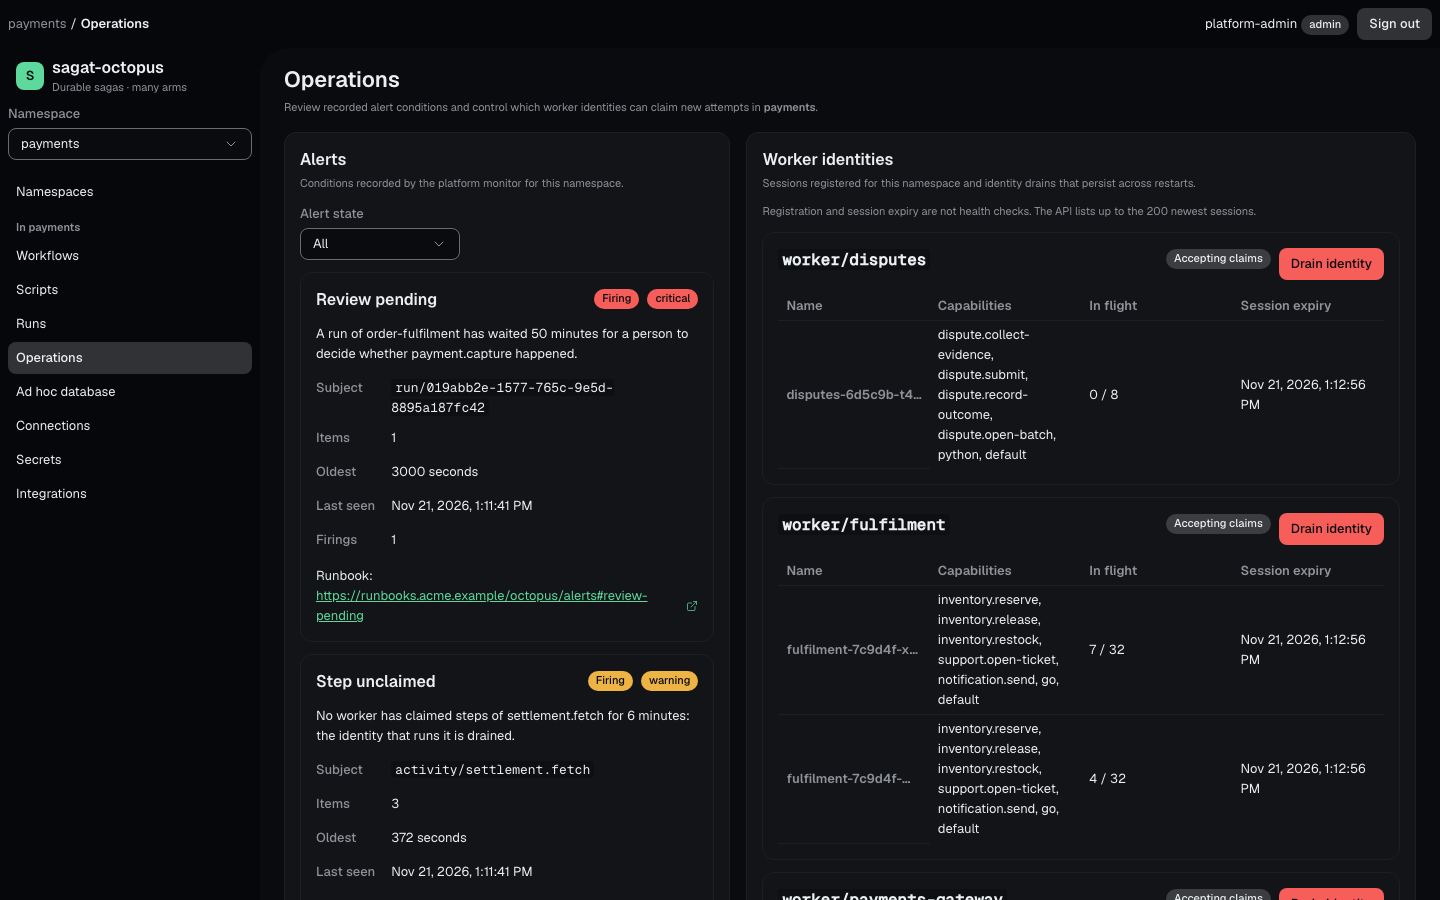 payments / Operations
platform-admin admin Sign out
S
sagat-octopus
Durable sagas · many arms
Namespace
payments
Namespaces
In payments
Workflows
Scripts
Runs
Operations
Ad hoc database
Connections
Secrets
Integrations
Operations
Review recorded alert conditions and control which worker identities can claim new attempts in payments.
Alerts
Conditions recorded by the platform monitor for this namespace.
Alert state
All
Review pending Firing critical
A run of order-fulfilment has waited 50 minutes for a person to
decide whether payment.capture happened.
Subject run/019abb2e-1577-765c-9e5d-
8895a187fc42
Items 1
Oldest 3000 seconds
Last seen Nov 21, 2026, 1:11:41 PM
Firings 1
Runbook:
https://runbooks.acme.example/octopus/alerts#review-
pending
Step unclaimed Firing warning
No worker has claimed steps of settlement.fetch for 6 minutes:
the identity that runs it is drained.
Subject activity/settlement.fetch
Items 3
Oldest 372 seconds
Last seen Nov 21, 2026, 1:11:41 PM
Worker identities
Sessions registered for this namespace and identity drains that persist across restarts.
Registration and session expiry are not health checks. The API lists up to the 200 newest sessions.
worker/disputes Accepting claims Drain identity
Name Capabilities In flight Session expiry
disputes-6d5c9b-t4…
dispute.collect-
evidence,
dispute.submit,
dispute.record-
outcome,
dispute.open-batch,
python, default
0 / 8
Nov 21, 2026, 1:12:56
PM
worker/fulfilment Accepting claims Drain identity
Name Capabilities In flight Session expiry
fulfilment-7c9d4f-x…
inventory.reserve,
inventory.release,
inventory.restock,
support.open-ticket,
notification.send, go,
default
7 / 32
Nov 21, 2026, 1:12:56
PM
fulfilment-7c9d4f-…
inventory.reserve,
inventory.release,
inventory.restock,
support.open-ticket,
notification.send, go,
default
4 / 32
Nov 21, 2026, 1:12:56
PM
worker/payments-gateway Accepting claims Drain identity